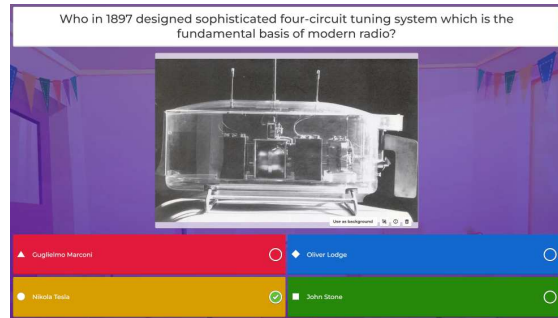 Who in 1897 designed sophisticated four-circuit tuning system which is the
fundamental basis of modern radio?
Use as background
Guglielmo Marconi
Oliver Lodge
Nikola Tesla
John Stone